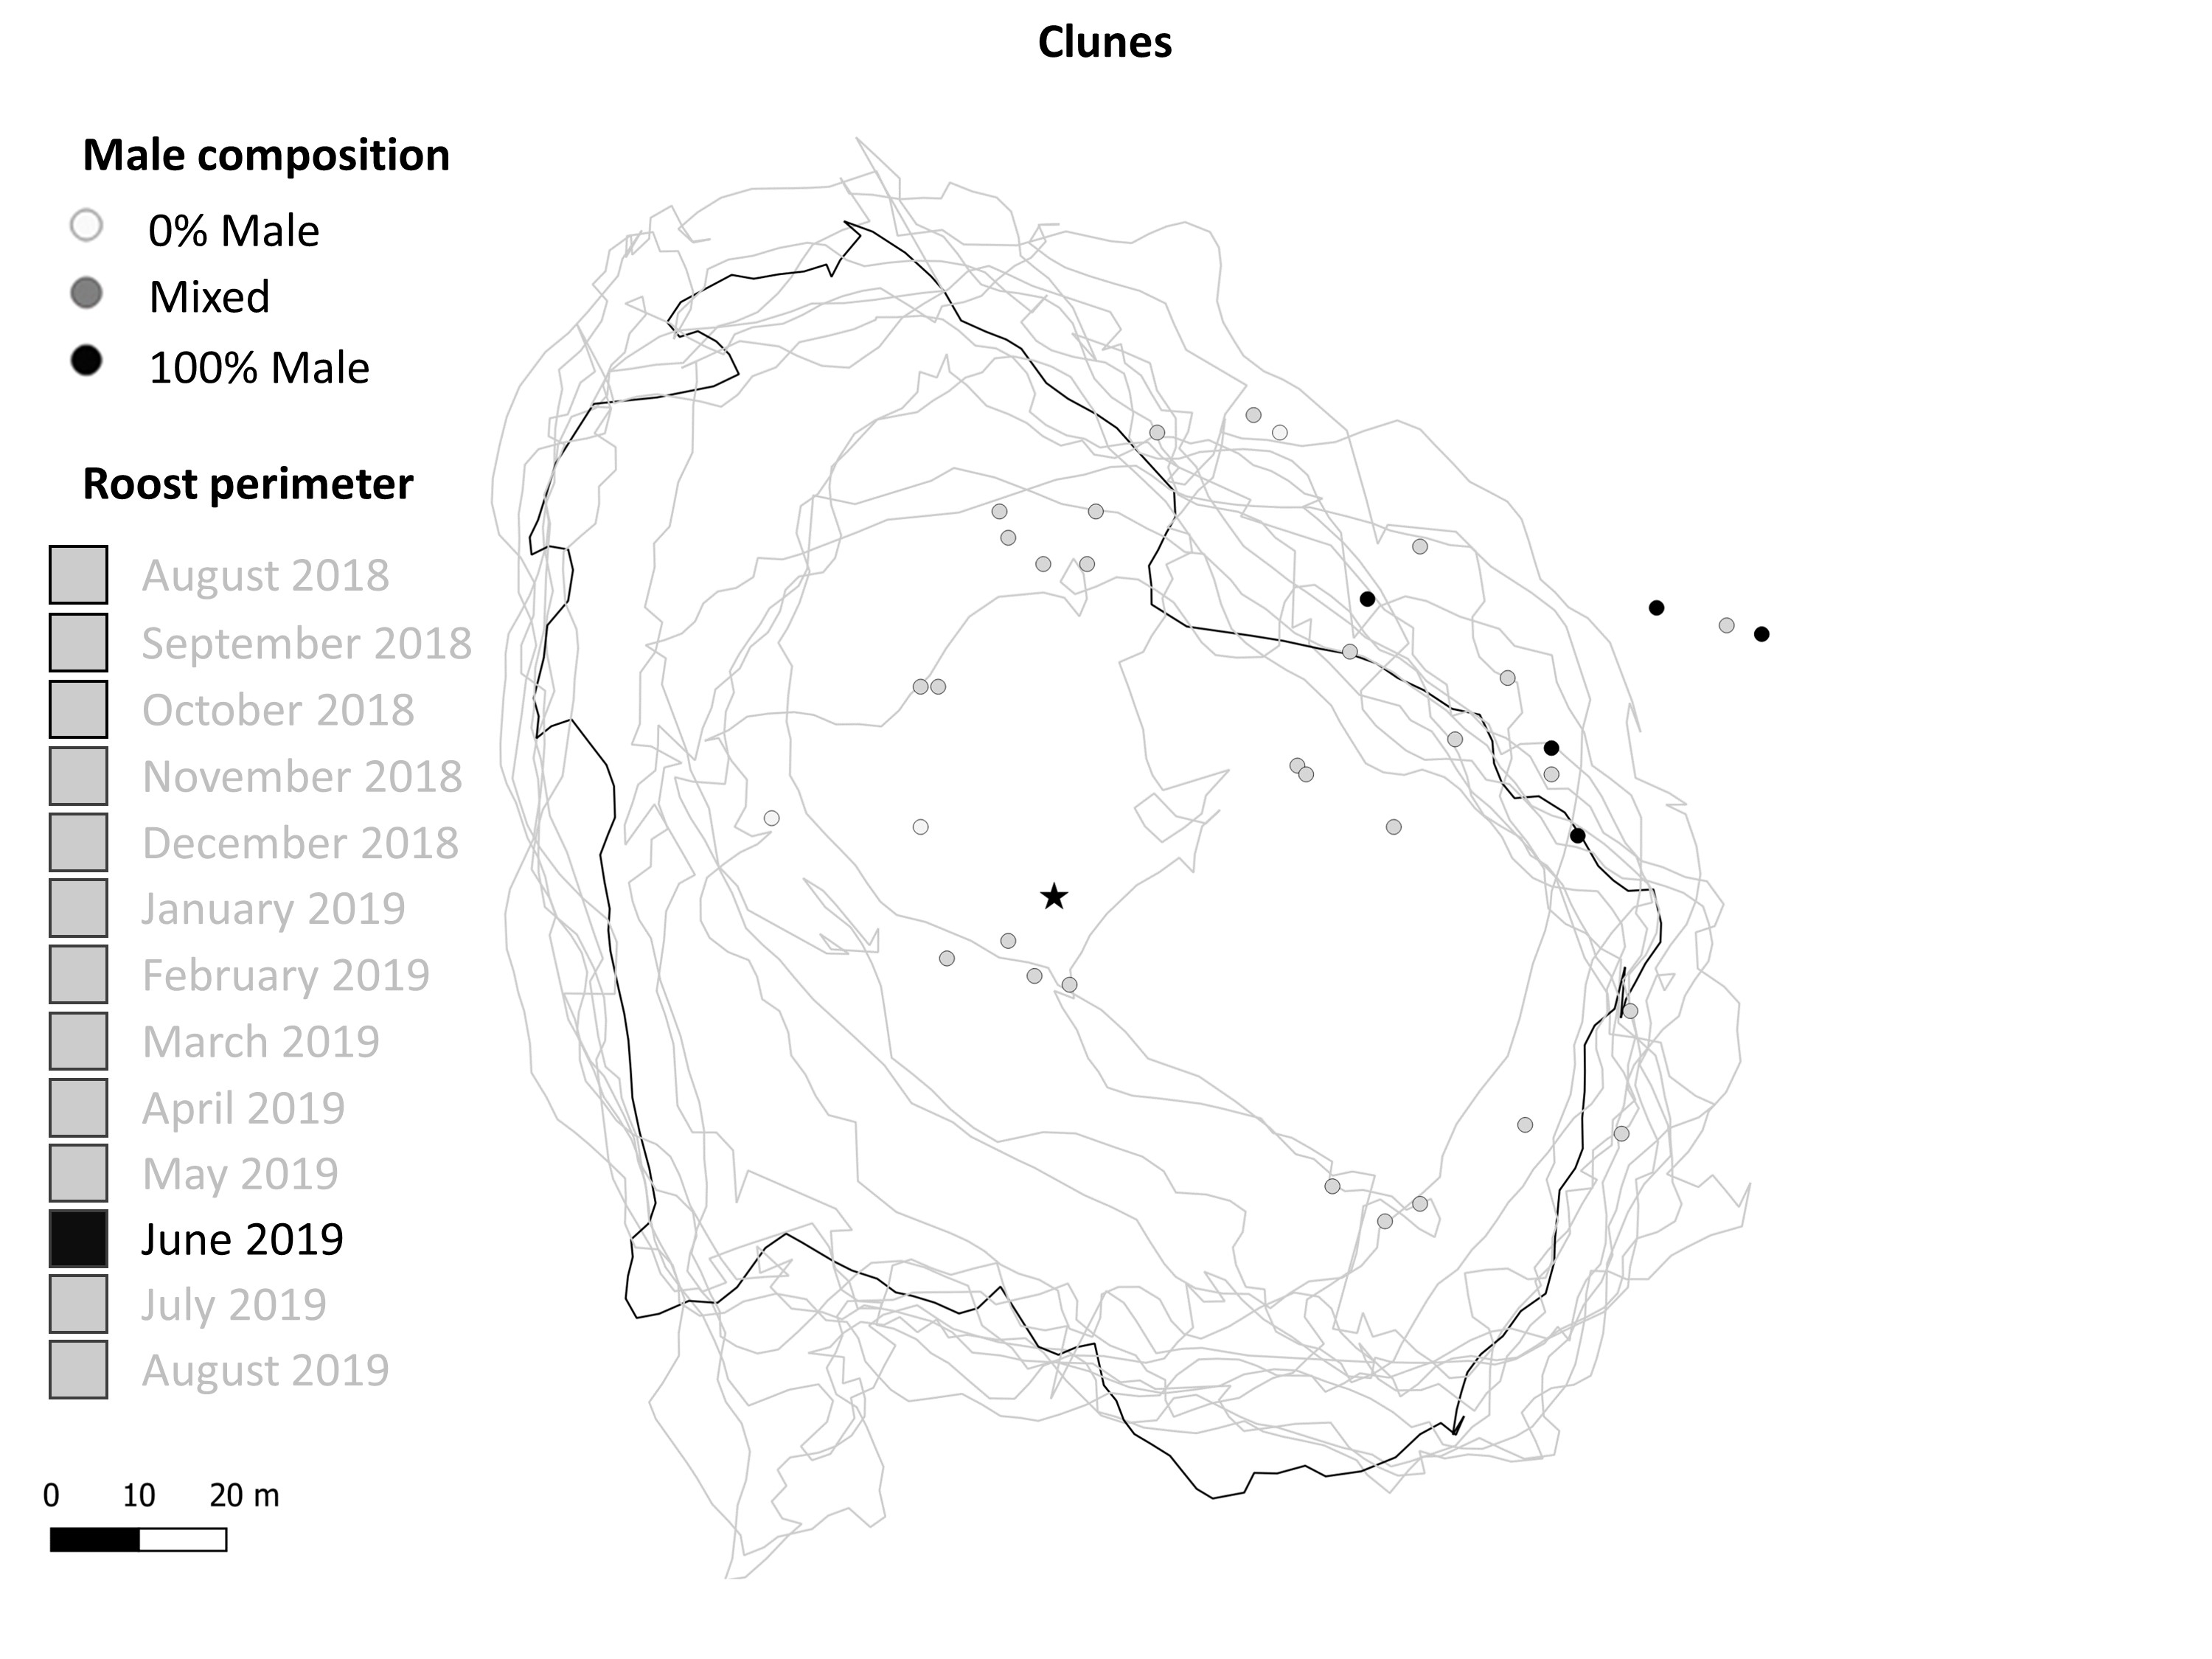 Clunes
Male composition
0% Male
Mixed
100% Male
Roost perimeter
August 2018
September 2018
October 2018
November 2018
December 2018
January 2019
February 2019
March 2019
April 2019
May 2019
June 2019
July 2019
August 2019
0 10 20 m